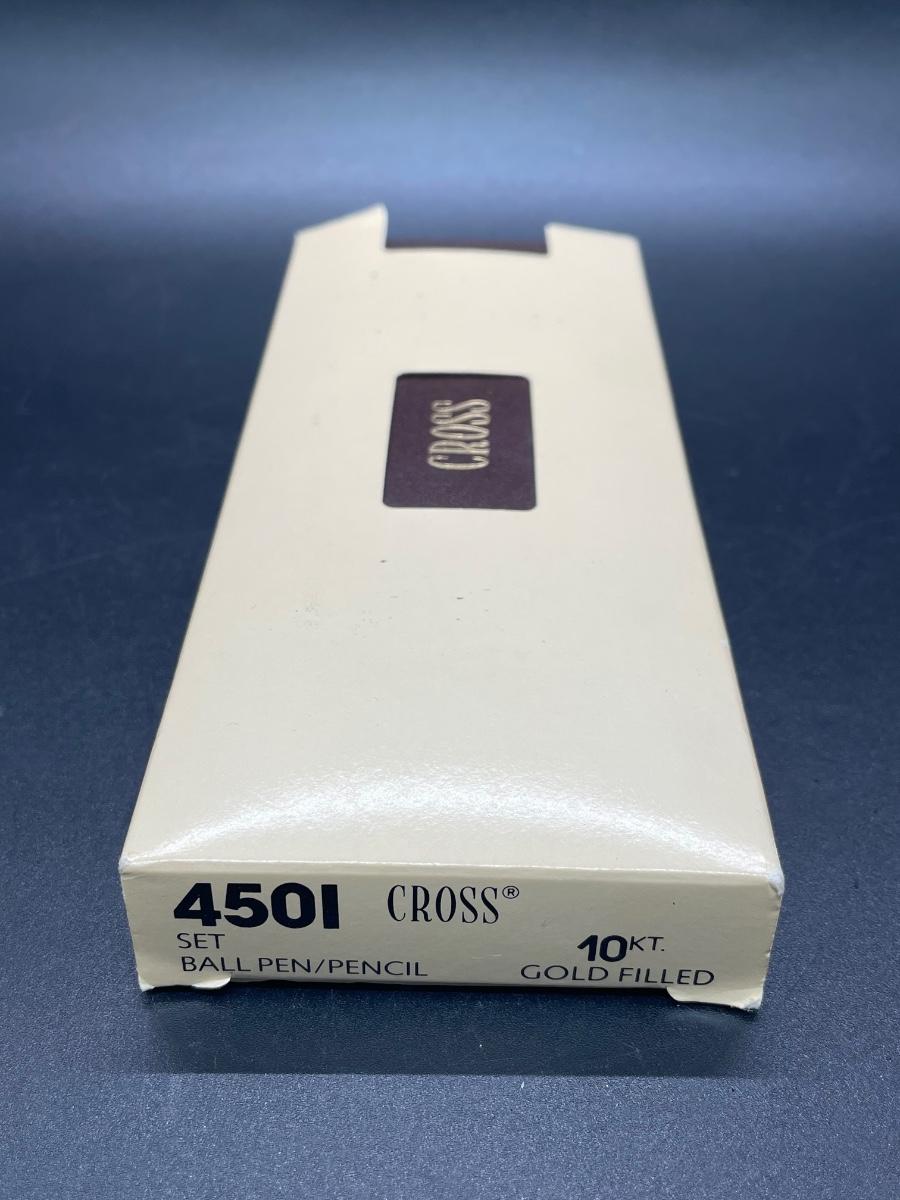 CROSS
4501 CROSS®
SET
BALL PEN/PENCIL
10KT.
GOLD FILLED